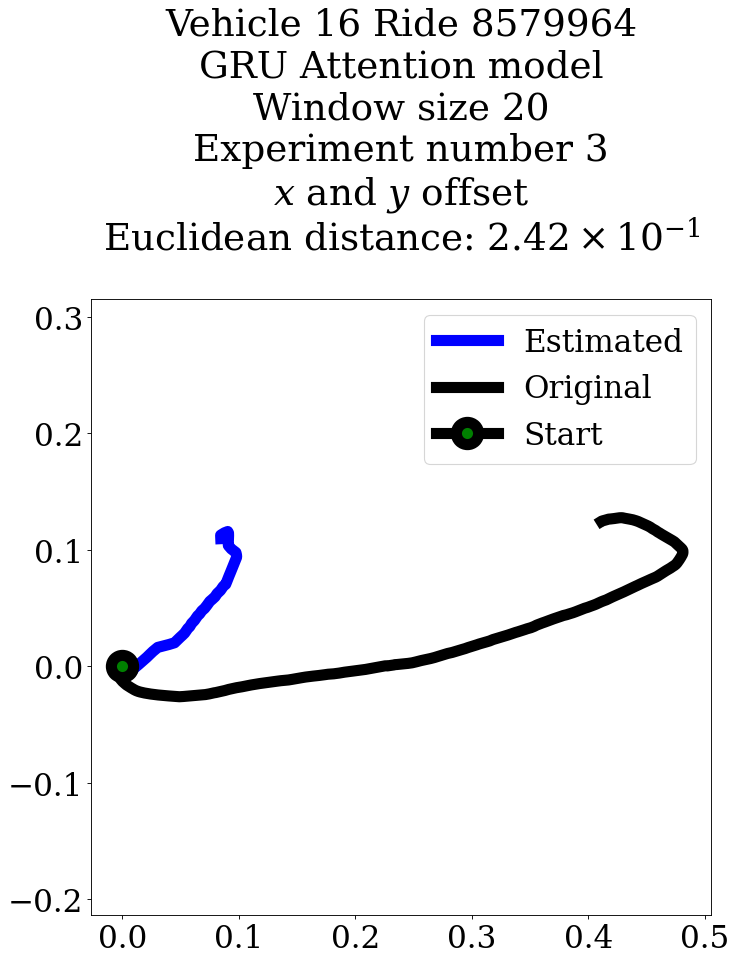 Vehicle 16 Ride 8579964
GRU Attention model
Window size 20
Experiment number 3
x and y offset
Euclidean distance: 2.42 × 10⁻¹
Estimated
Original
Start
0.3
0.2
0.1
0.0
−0.1
−0.2
0.0 0.1 0.2 0.3 0.4 0.5